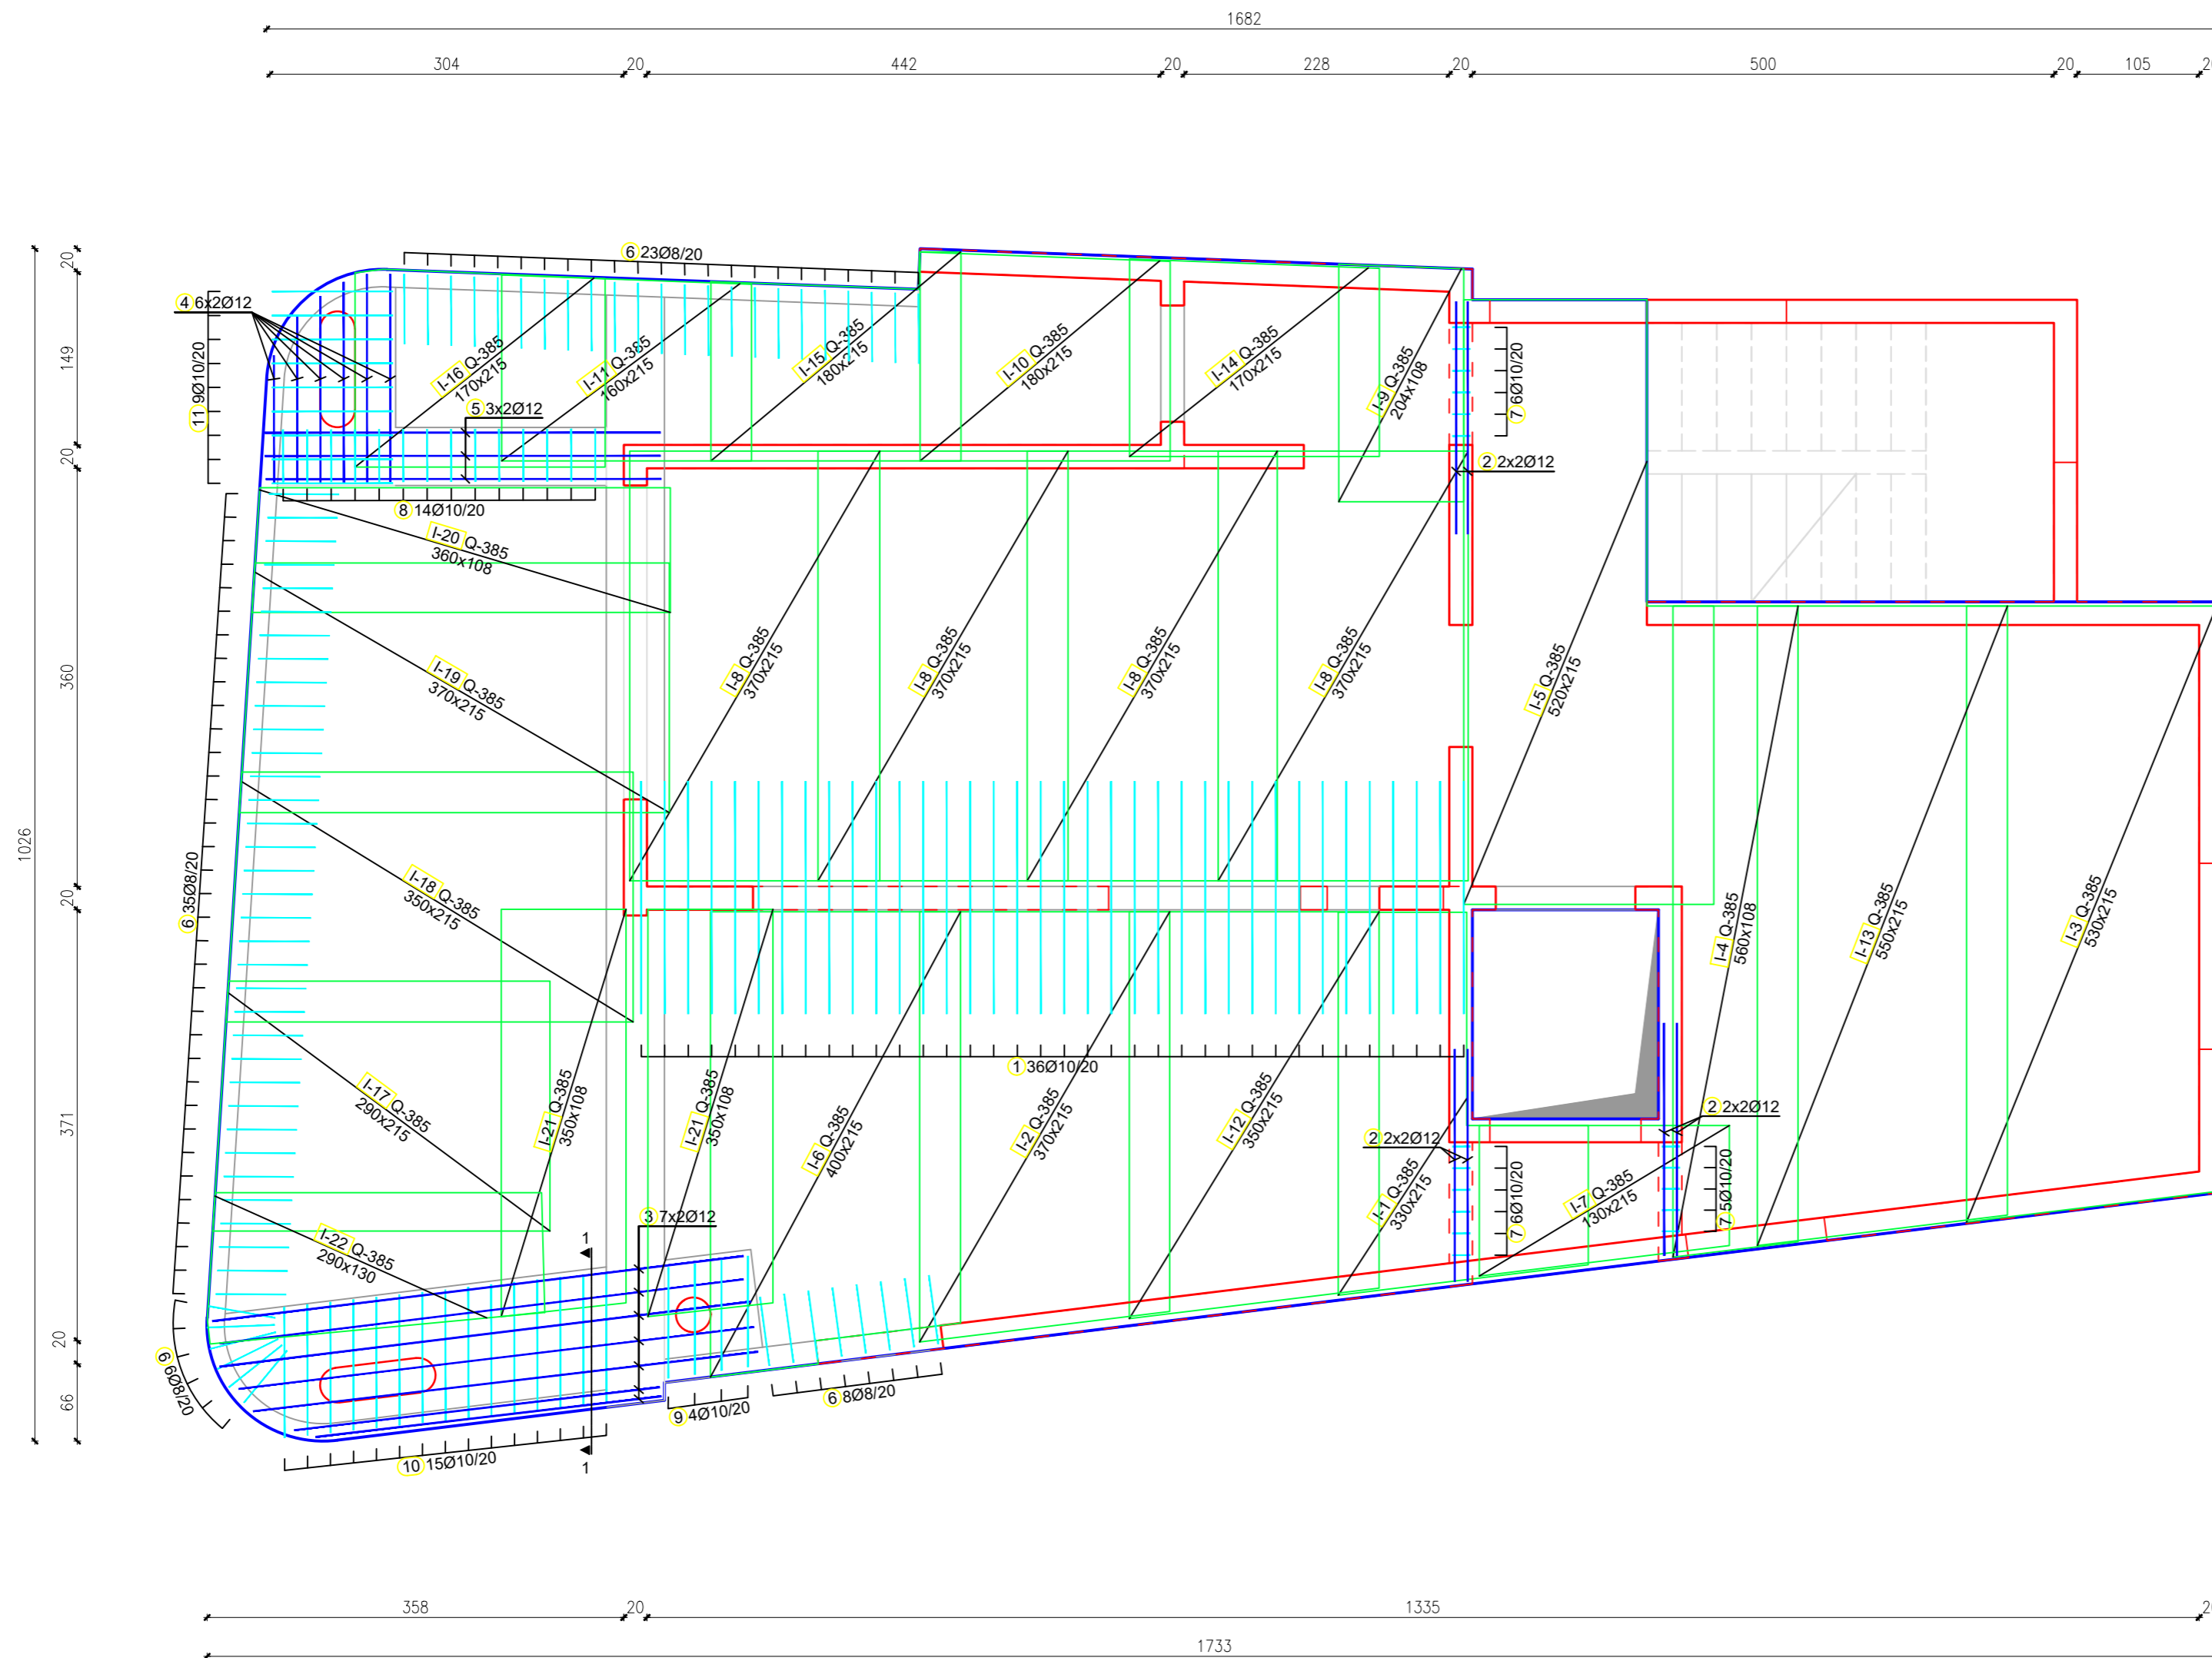 1682
304
20
442
20
228
20
500
20
105
1026
20
149
20
360
20
371
20
66
6 23Ø8/20
4 6x2Ø12
11 9Ø10/20
I-16 Q-385
170x215
I-11 Q-385
160x215
I-15 Q-385
180x215
I-10 Q-385
180x215
I-14 Q-385
170x215
I-9 Q-385
204x108
7 6Ø10/20
5 3x2Ø12
2 2x2Ø12
8 14Ø10/20
I-20 Q-385
360x108
I-19 Q-385
370x215
I-8 Q-385
370x215
I-8 Q-385
370x215
I-8 Q-385
370x215
I-8 Q-385
370x215
I-5 Q-385
520x215
6 35Ø8/20
I-18 Q-385
350x215
I-4 Q-385
560x108
I-13 Q-385
550x215
I-3 Q-385
530x215
1 36Ø10/20
I-17 Q-385
290x215
I-21 Q-385
350x108
I-21 Q-385
350x108
I-6 Q-385
400x215
I-2 Q-385
370x215
I-12 Q-385
350x215
2 2x2Ø12
2 2x2Ø12
I-1 Q-385
330x215
7 6Ø10/20
I-7 Q-385
130x215
7 5Ø10/20
I-22 Q-385
290x130
1
3 7x2Ø12
6 6Ø8/20
6 8Ø8/20
9 4Ø10/20
10 15Ø10/20
1
358
20
1335
1733